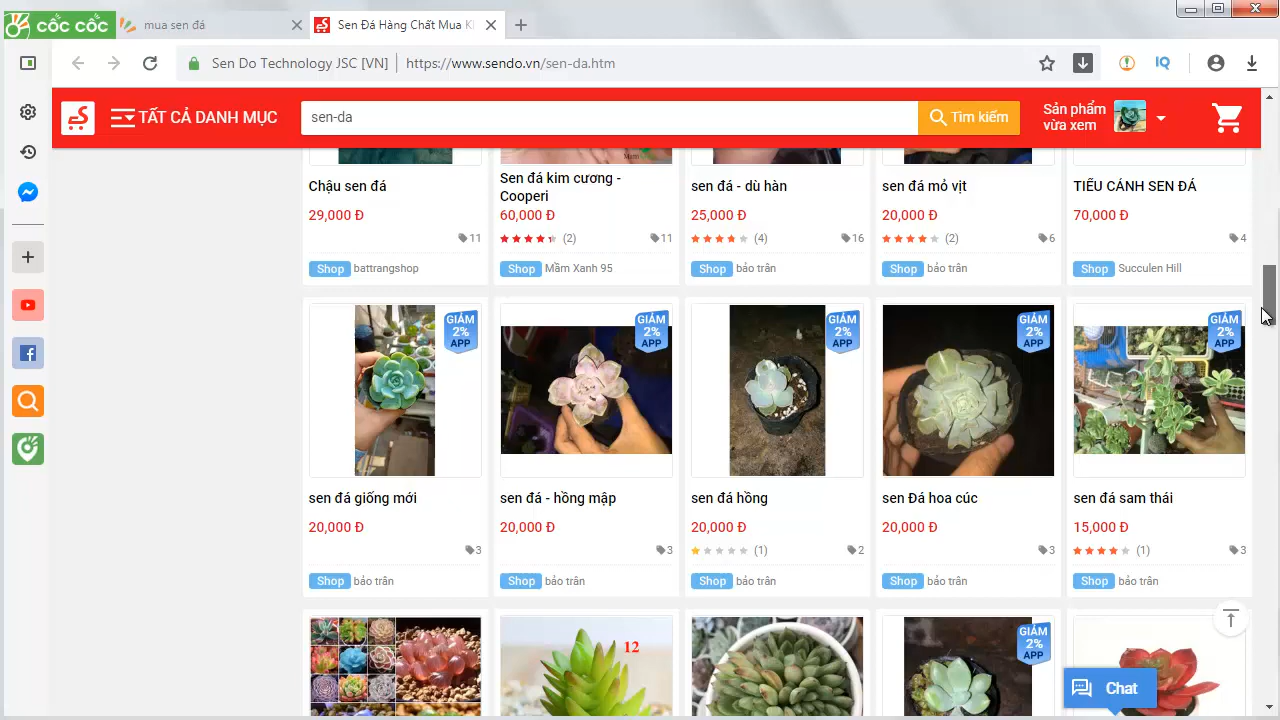 cốc cốc
mua sen đá
Sen Đá Hàng Chất Mua K
Sen Do Technology JSC [VN]
https://www.sendo.vn/sen-da.htm
IQ
TẤT CẢ DANH MỤC
sen-da
Tìm kiếm
Sản phẩm
vừa xem
Chậu sen đá
29,000 Đ
11
Shop battrangshop
Sen đá kim cương -
Cooperi
60,000 Đ
(2)
11
Shop Mầm Xanh 95
sen đá - dù hàn
25,000 Đ
(4)
16
Shop bảo trân
sen đá mỏ vịt
20,000 Đ
(2)
6
Shop bảo trân
TIỂU CẢNH SEN ĐÁ
70,000 Đ
4
Shop Succulen Hill
GIẢM
2%
APP
sen đá giống mới
20,000 Đ
3
Shop bảo trân
GIẢM
2%
APP
sen đá - hồng mập
20,000 Đ
3
Shop bảo trân
GIẢM
2%
APP
sen đá hồng
20,000 Đ
(1)
2
Shop bảo trân
GIẢM
2%
APP
sen Đá hoa cúc
20,000 Đ
3
Shop bảo trân
GIẢM
2%
APP
sen đá sam thái
15,000 Đ
(1)
3
Shop bảo trân
12
GIẢM
2%
APP
Chat